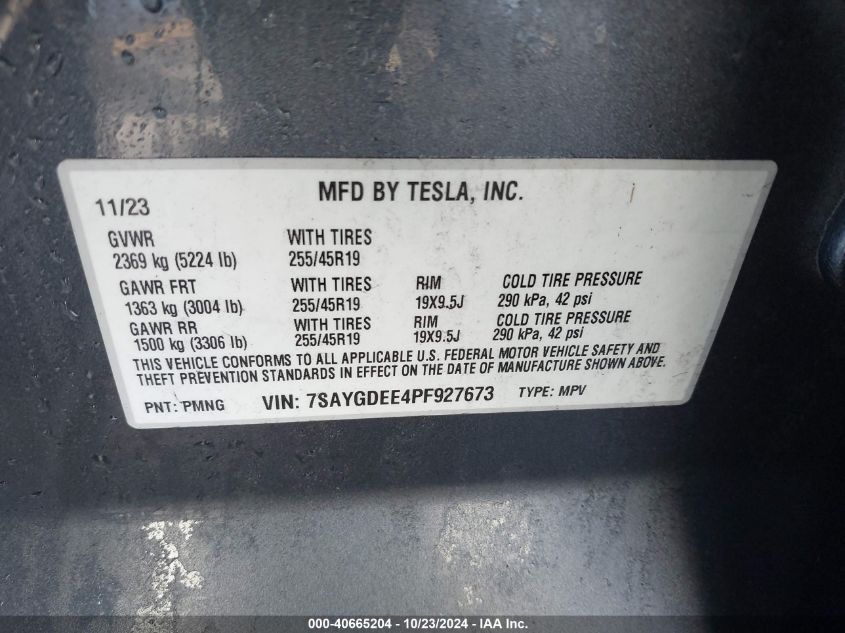 MFD BY TESLA, INC.
11/23
GVWR WITH TIRES
2369 kg (5224 lb) 255/45R19
GAWR FRT WITH TIRES RIM COLD TIRE PRESSURE
1363 kg (3004 lb) 255/45R19 19X9.5J 290 kPa, 42 psi
GAWR RR WITH TIRES RIM COLD TIRE PRESSURE
1500 kg (3306 lb) 255/45R19 19X9.5J 290 kPa, 42 psi
THIS VEHICLE CONFORMS TO ALL APPLICABLE U.S. FEDERAL MOTOR VEHICLE SAFETY AND
THEFT PREVENTION STANDARDS IN EFFECT ON THE DATE OF MANUFACTURE SHOWN ABOVE.
PNT: PMNG VIN: 7SAYGDEE4PF927673 TYPE: MPV
000-40665204 - 10/23/2024 - IAA Inc.